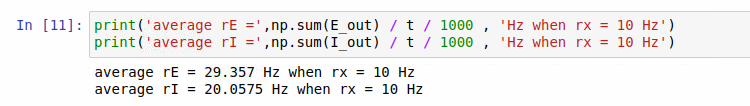 In [11]: print('average rE =',np.sum(E_out) / t / 1000 , 'Hz when rx = 10 Hz')
print('average rI =',np.sum(I_out) / t / 1000 , 'Hz when rx = 10 Hz')
average rE = 29.357 Hz when rx = 10 Hz
average rI = 20.0575 Hz when rx = 10 Hz